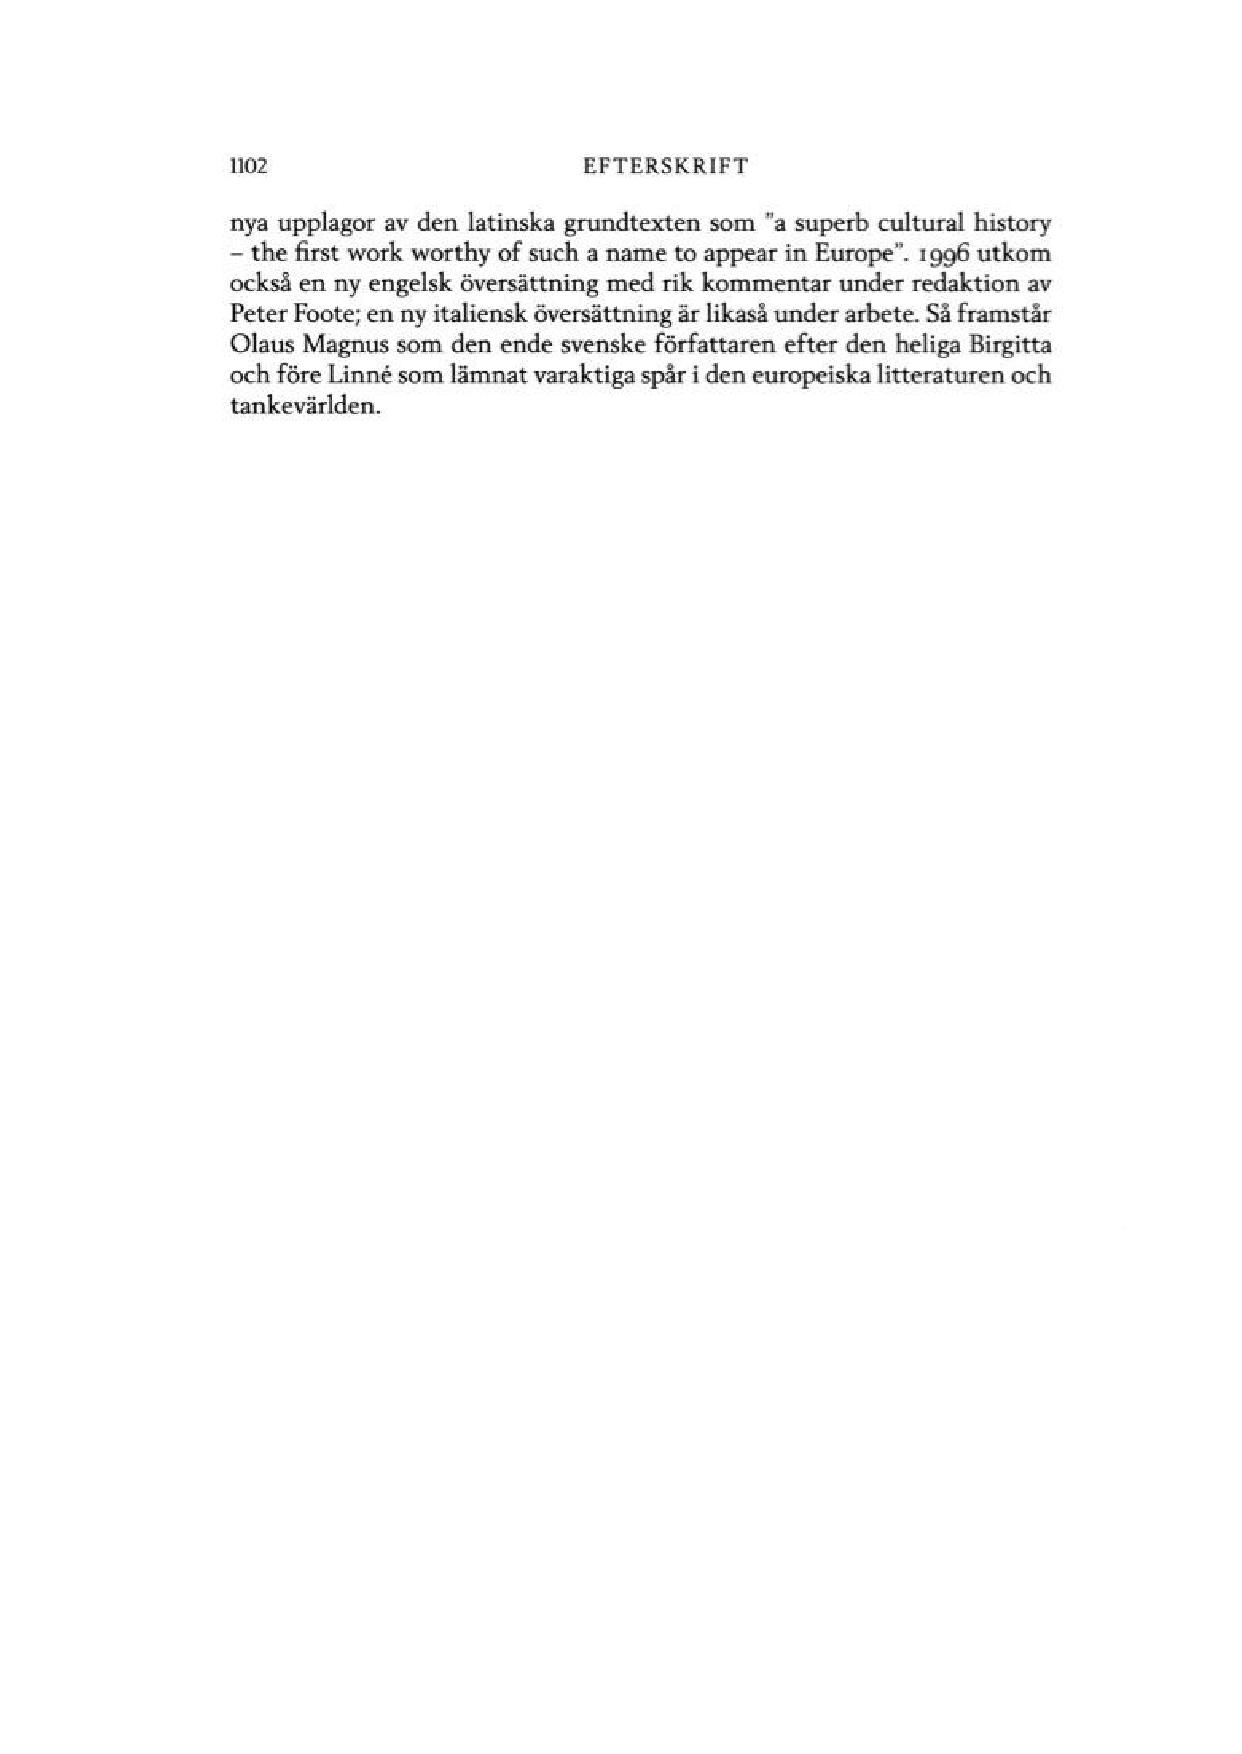 1102 EFTERSKRIFT
nya upplagor av den latinska grundtexten som ”a superb cultural history
– the first work worthy of such a name to appear in Europe”. 1996 utkom
också en ny engelsk översättning med rik kommentar under redaktion av
Peter Foote; en ny italiensk översättning är likaså under arbete. Så framstår
Olaus Magnus som den ende svenske författaren efter den heliga Birgitta
och före Linné som lämnat varaktiga spår i den europeiska litteraturen och
tankevärlden.